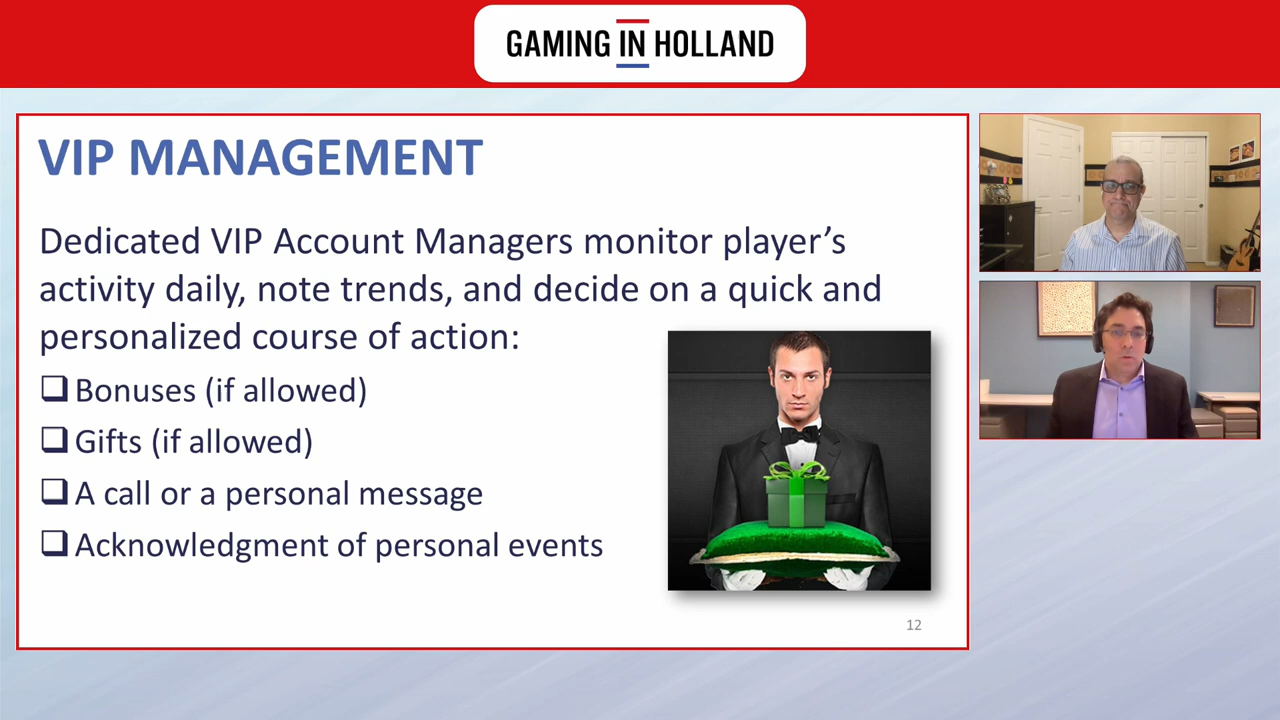 GAMING IN HOLLAND
VIP MANAGEMENT
Dedicated VIP Account Managers monitor player’s
activity daily, note trends, and decide on a quick and
personalized course of action:
Bonuses (if allowed)
Gifts (if allowed)
A call or a personal message
Acknowledgment of personal events
12